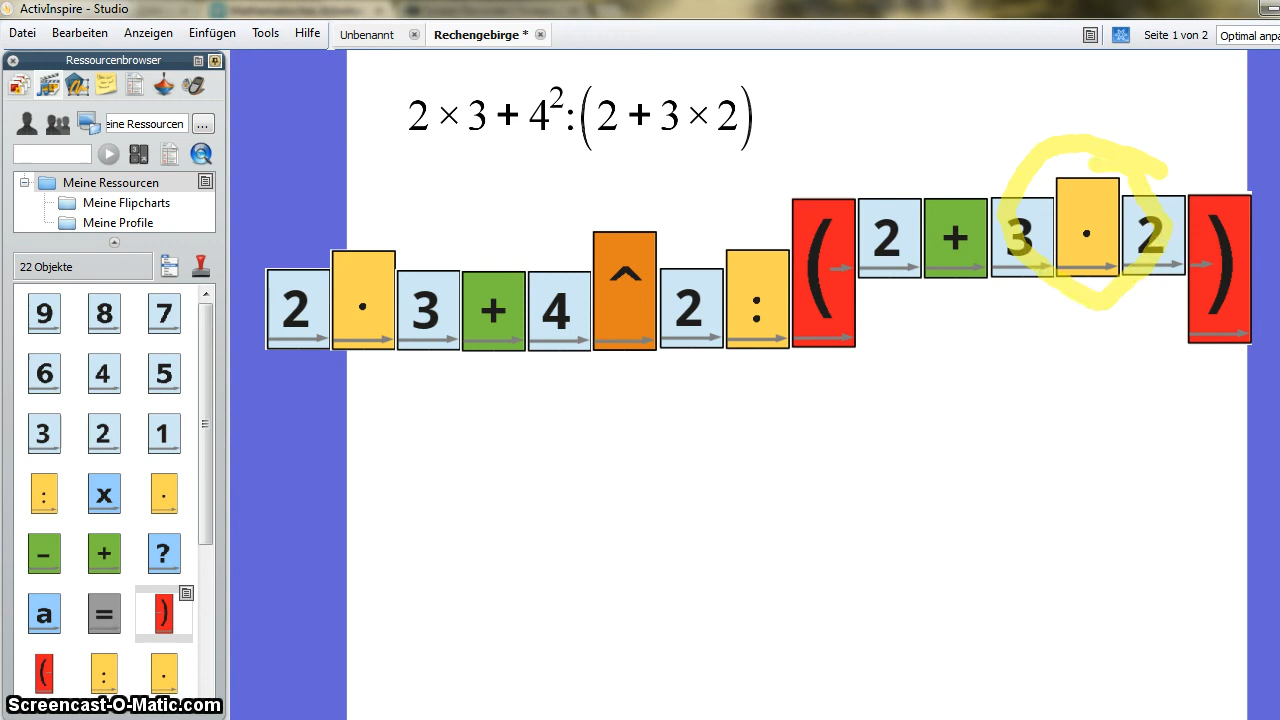 ActivInspire - Studio
Datei Bearbeiten Anzeigen Einfügen Tools Hilfe
Unbenannt
Rechengebirge *
Seite 1 von 2
Optimal anpa
Ressourcenbrowser
eine Ressourcen ...
Meine Ressourcen
Meine Flipcharts
Meine Profile
22 Objekte
9 8 7
6 4 5
3 2 1
: x ·
– + ?
a = )
( : ·
2 × 3 + 4²:(2 + 3 × 2)
2 · 3 + 4 ^ 2 : ( 2 + 3 · 2 )
Screencast-O-Matic.com